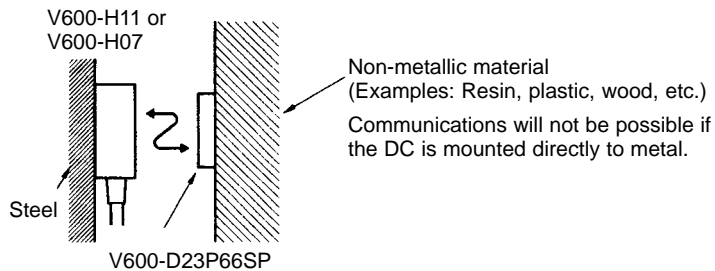 V600-H11 or
V600-H07
Non-metallic material
(Examples: Resin, plastic, wood, etc.)
Communications will not be possible if
the DC is mounted directly to metal.
Steel
V600-D23P66SP